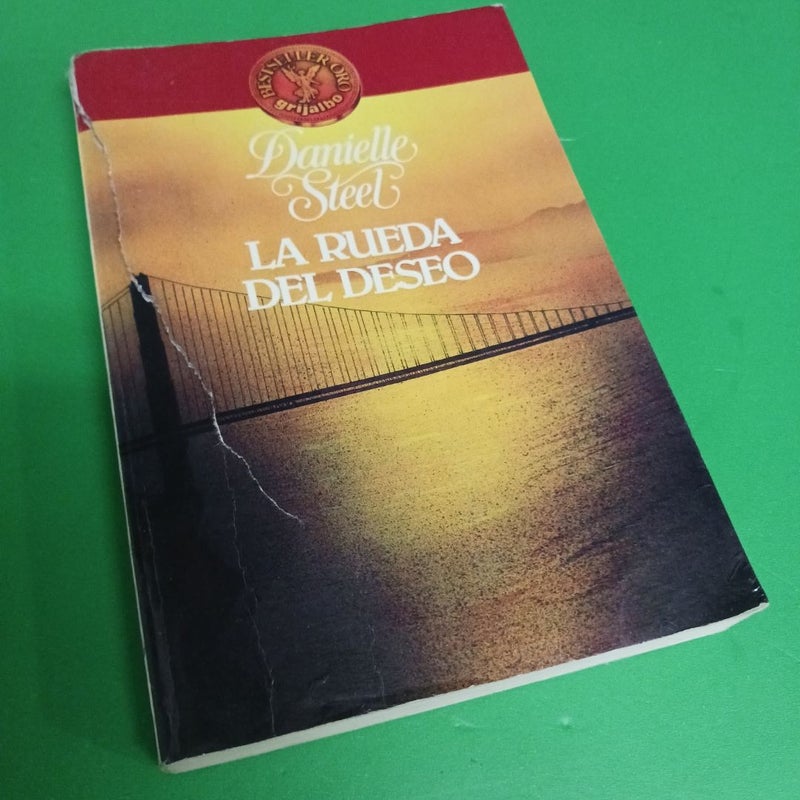 BESTSELLER ORO
grijalbo
Danielle
Steel
LA RUEDA
DEL DESEO